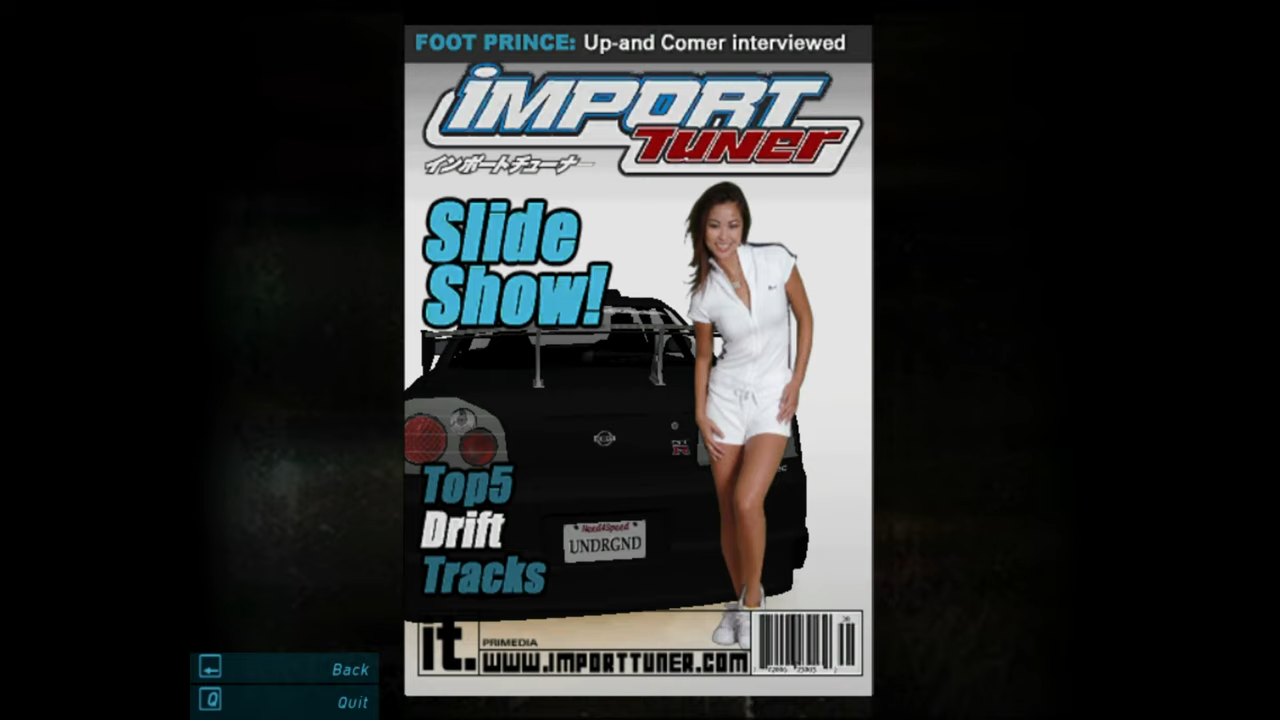 FOOT PRINCE: Up-and Comer interviewed
iMPORT
TUNER
インポートチューナー
Slide
Show!
Top5
Drift
Tracks
Need4Speed
UNDRGND
it.
PRIMEDIA
WWW.IMPORTTUNER.COM
Back
Q Quit